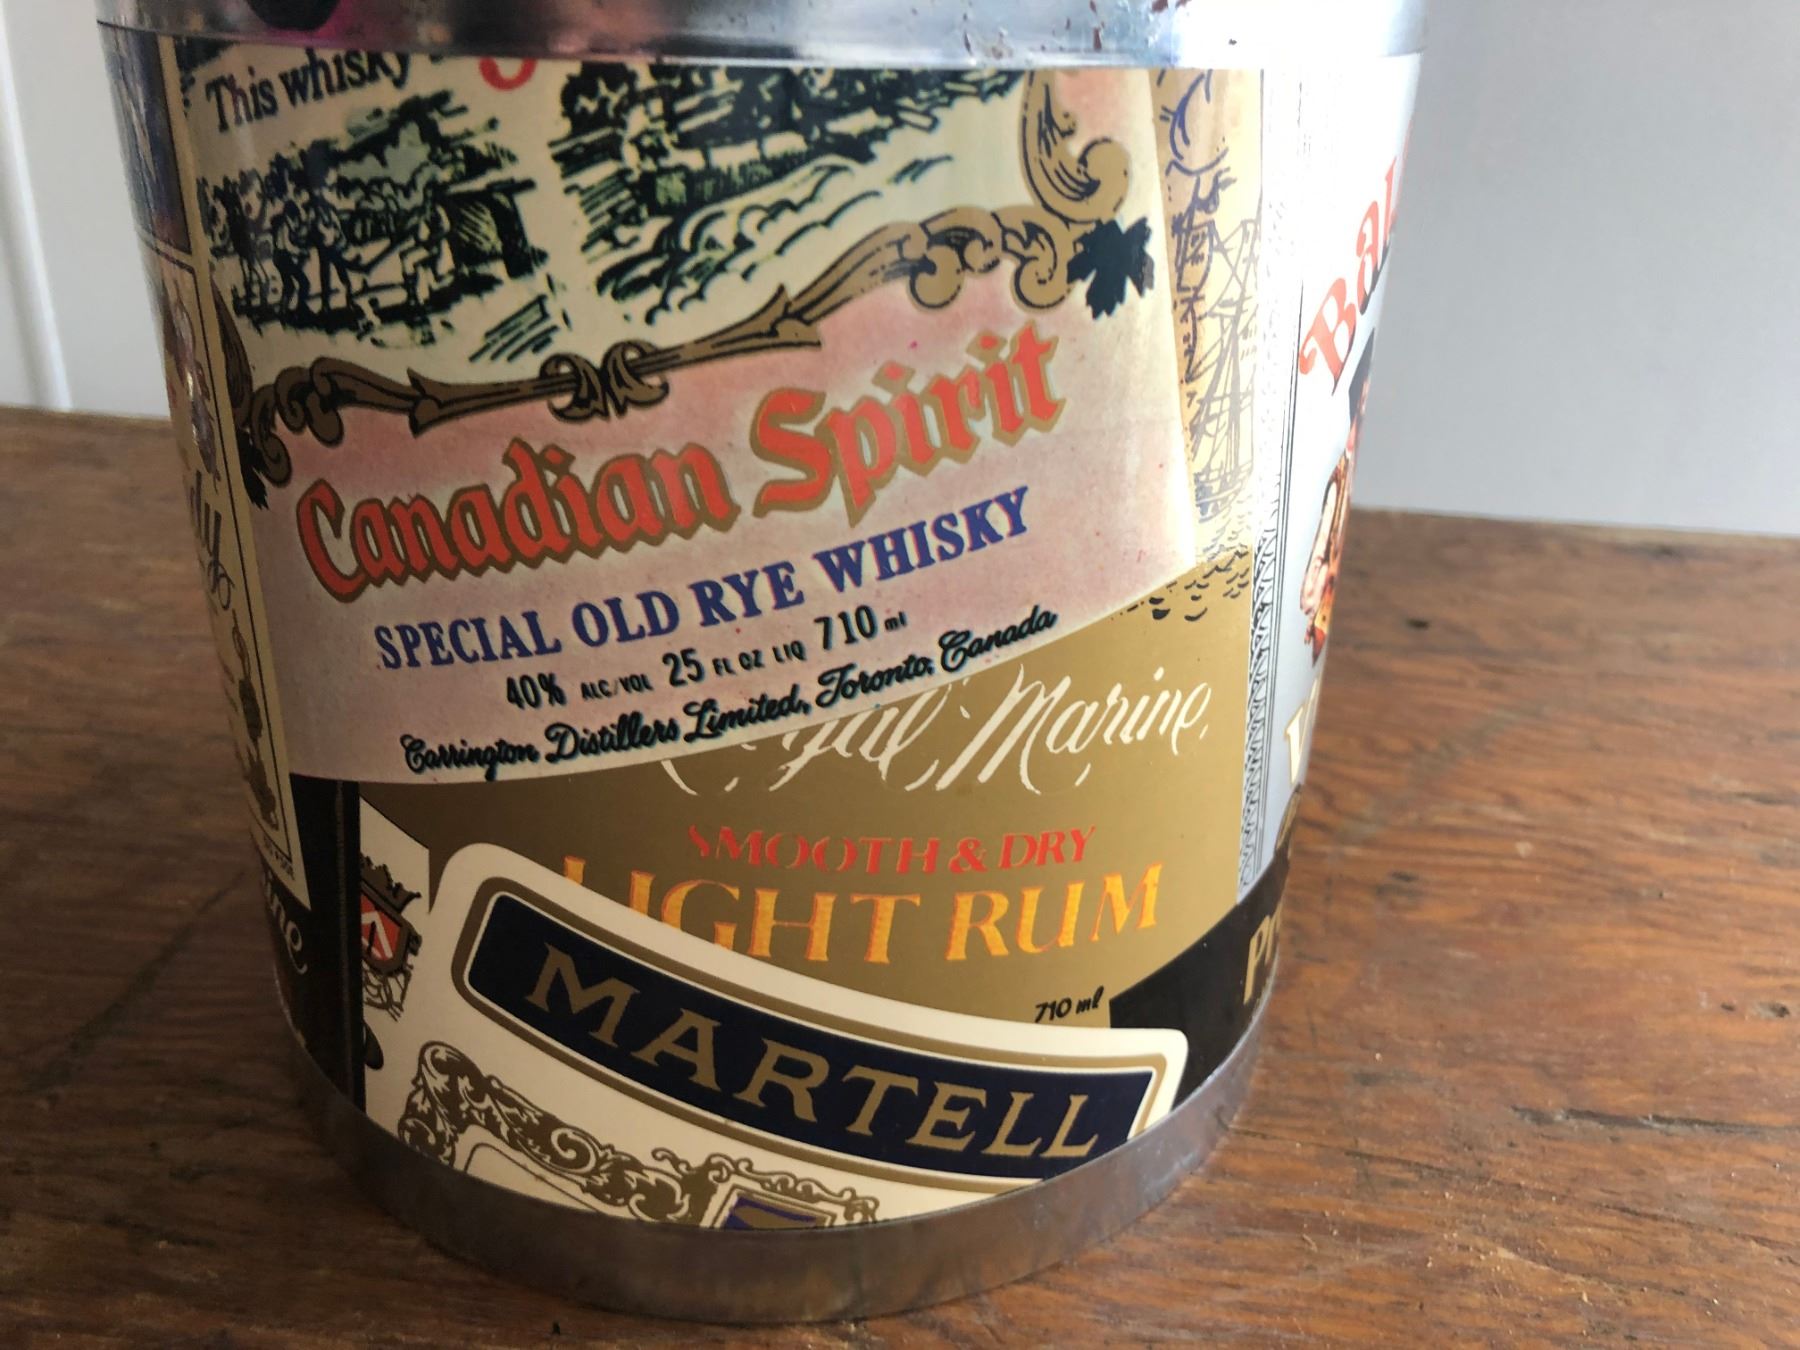 This whisky
Canadian Spirit
SPECIAL OLD RYE WHISKY
40% ALC/VOL 25 FL OZ LIQ 710 ml
Carrington Distillers Limited, Toronto, Canada
Marine
SMOOTH & DRY
LIGHT RUM
710 ml
MARTELL